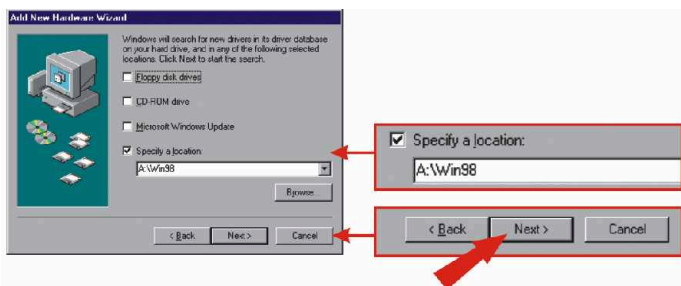 Add New Hardware Wizard
Windows will search for new drivers in its driver database
on your hard drive, and in any of the following selected
locations. Click Next to start the search.
Floppy disk drives
CD-ROM drive
Microsoft Windows Update
Specify a location:
A:\Win98
Browse...
< Back
Next >
Cancel
Specify a location:
A:\Win98
< Back
Next >
Cancel